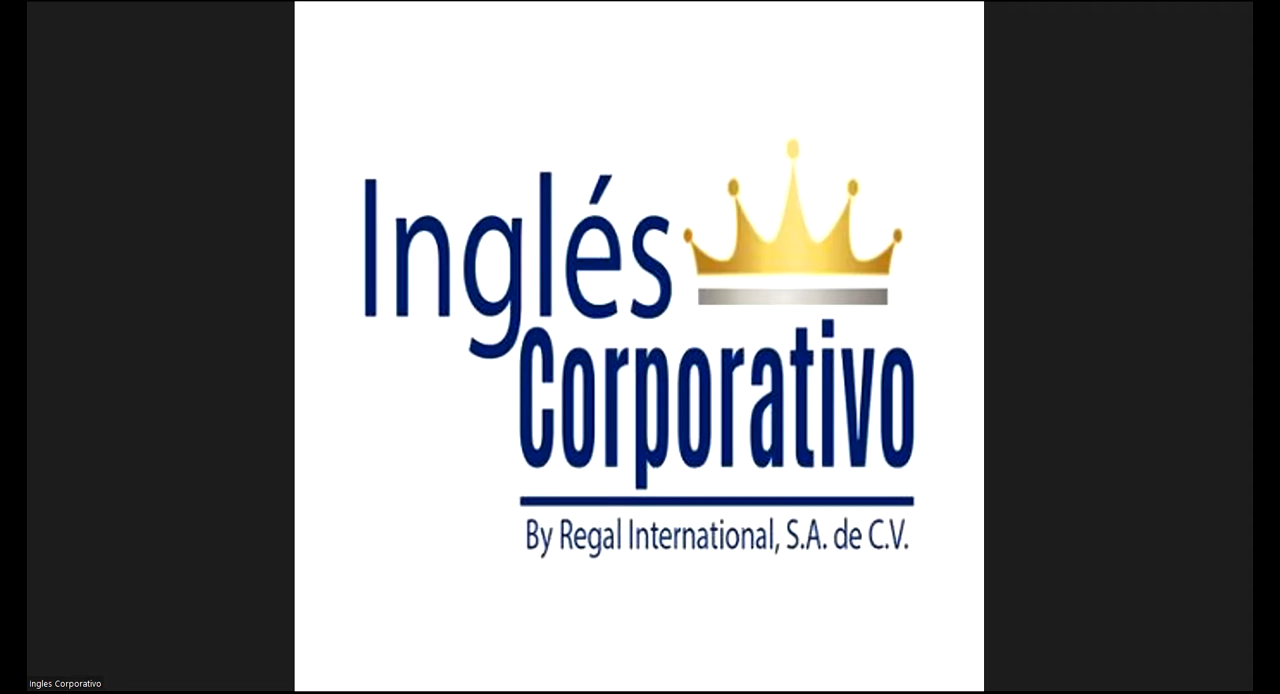 Inglés
Corporativo
By Regal International, S.A. de C.V.
Ingles Corporativo